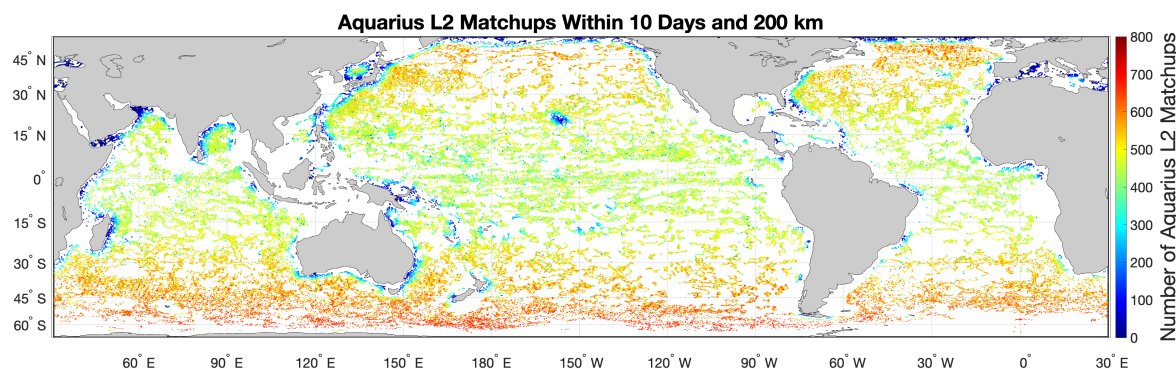 Aquarius L2 Matchups Within 10 Days and 200 km
45° N
30° N
15° N
0°
15° S
30° S
45° S
60° S
60° E
90° E
120° E
150° E
180° E
150° W
120° W
90° W
60° W
30° W
0°
30° E
800
700
600
500
400
300
200
100
0
Number of Aquarius L2 Matchups